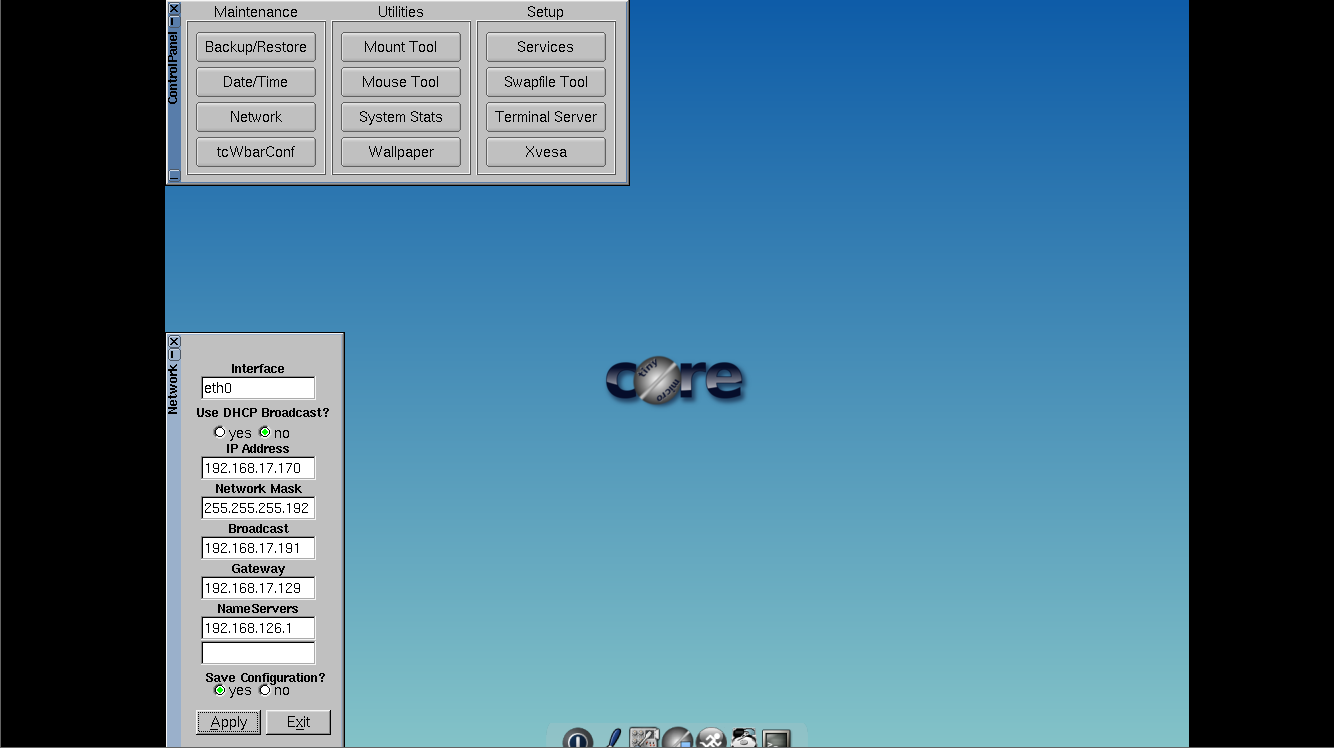 ControlPanel
Maintenance Utilities Setup
Backup/Restore Mount Tool Services
Date/Time Mouse Tool Swapfile Tool
Network System Stats Terminal Server
tcWbarConf Wallpaper Xvesa
core
tiny
micro
Network
Interface
eth0
Use DHCP Broadcast?
yes no
IP Address
192.168.17.170
Network Mask
255.255.255.192
Broadcast
192.168.17.191
Gateway
192.168.17.129
NameServers
192.168.126.1
Save Configuration?
yes no
Apply Exit